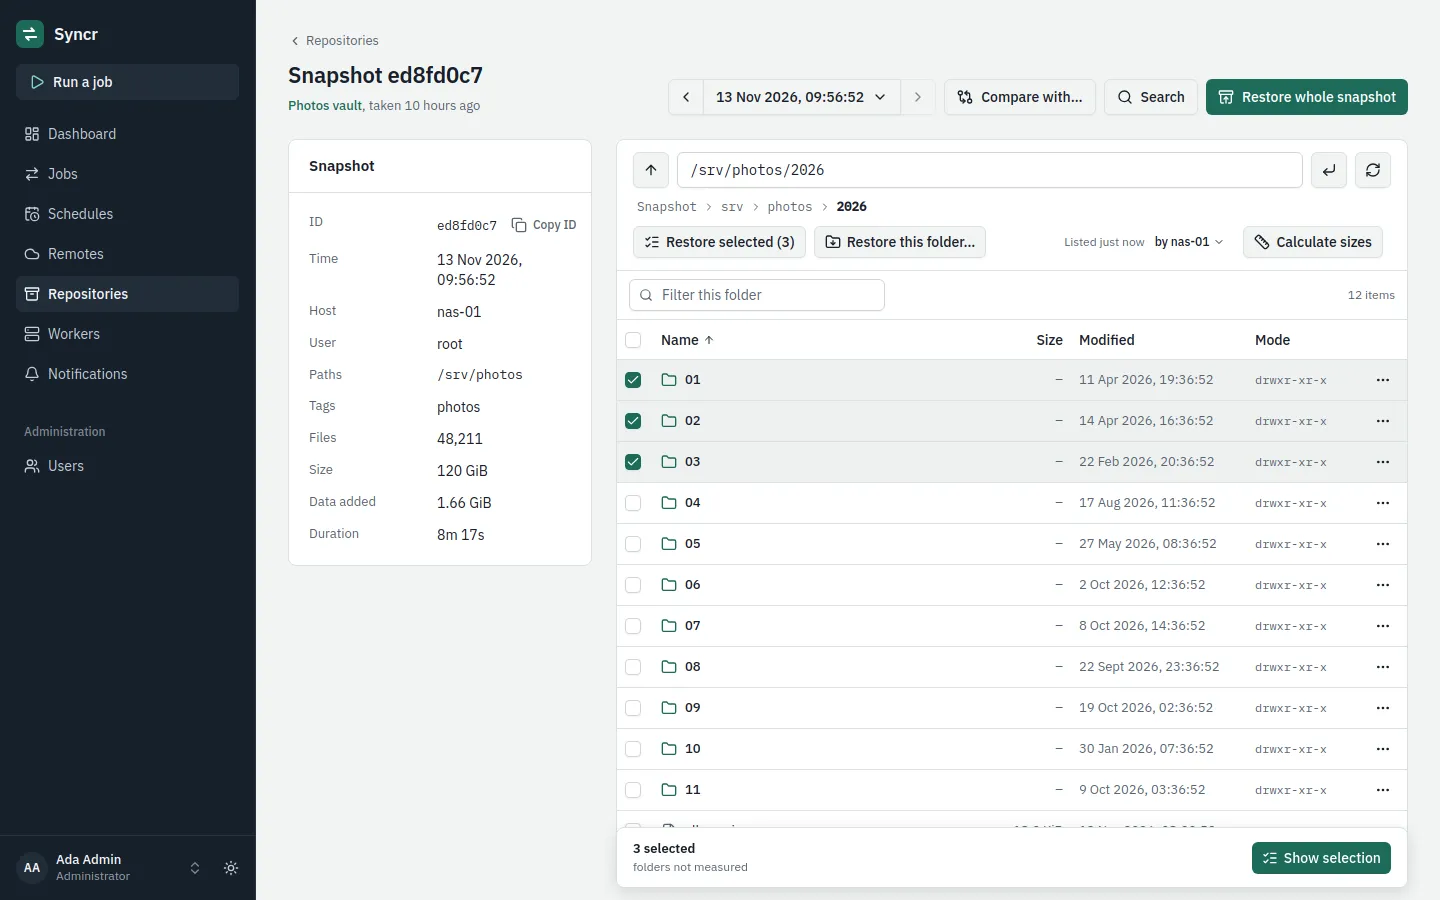 Syncr
Run a job
Dashboard
Jobs
Schedules
Remotes
Repositories
Workers
Notifications
Administration
Users
AA
Ada Admin
Administrator
Repositories
Snapshot ed8fd0c7
Photos vault, taken 10 hours ago
13 Nov 2026, 09:56:52
Compare with...
Search
Restore whole snapshot
Snapshot
ID ed8fd0c7 Copy ID
Time 13 Nov 2026,
09:56:52
Host nas-01
User root
Paths /srv/photos
Tags photos
Files 48,211
Size 120 GiB
Data added 1.66 GiB
Duration 8m 17s
/srv/photos/2026
Snapshot > srv > photos > 2026
Restore selected (3)
Restore this folder...
Listed just now by nas-01
Calculate sizes
Filter this folder
12 items
Name Size Modified Mode
01 – 11 Apr 2026, 19:36:52 drwxr-xr-x
02 – 14 Apr 2026, 16:36:52 drwxr-xr-x
03 – 22 Feb 2026, 20:36:52 drwxr-xr-x
04 – 17 Aug 2026, 11:36:52 drwxr-xr-x
05 – 27 May 2026, 08:36:52 drwxr-xr-x
06 – 2 Oct 2026, 12:36:52 drwxr-xr-x
07 – 8 Oct 2026, 14:36:52 drwxr-xr-x
08 – 22 Sept 2026, 23:36:52 drwxr-xr-x
09 – 19 Oct 2026, 02:36:52 drwxr-xr-x
10 – 30 Jan 2026, 07:36:52 drwxr-xr-x
11 – 9 Oct 2026, 03:36:52 drwxr-xr-x
3 selected
folders not measured
Show selection